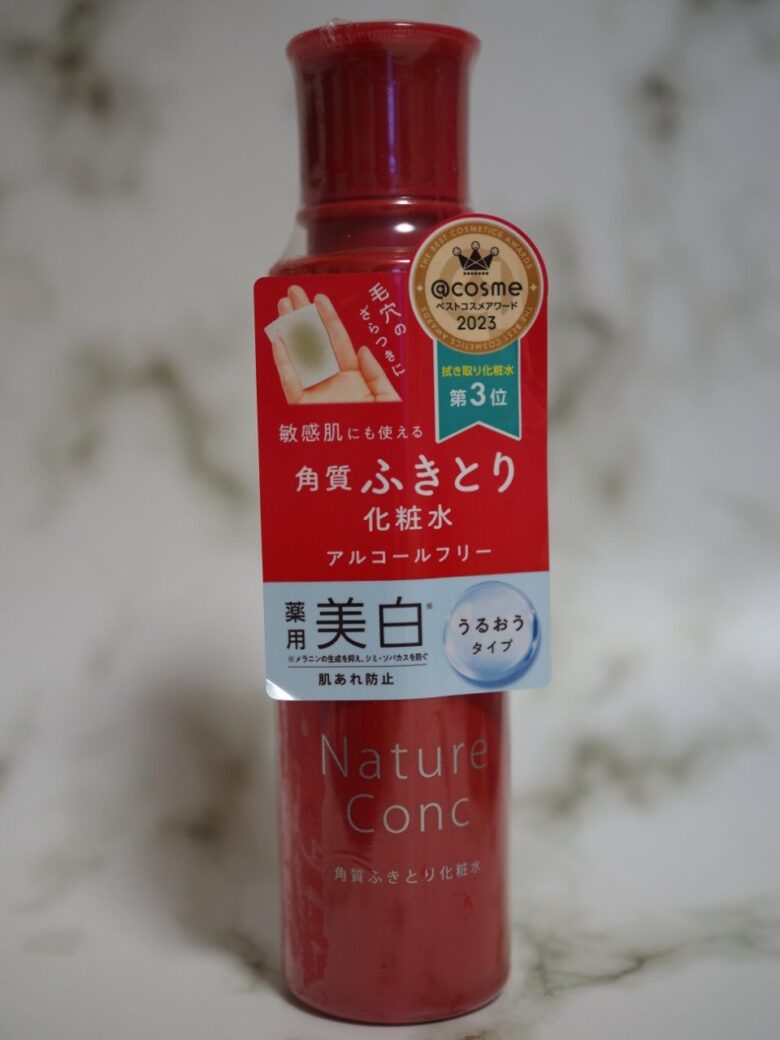 THE BEST COSMETICS AWARDS
@cosme
ベストコスメアワード
2023
THE BEST COSMETICS AWARDS
拭き取り化粧水
第3位
毛穴の
ざらつきに
敏感肌にも使える
角質ふきとり
化粧水
アルコールフリー
薬用
美白※
※メラニンの生成を抑え、シミ・ソバカスを防ぐ
肌あれ防止
うるおう
タイプ
Nature
Conc
角質ふきとり化粧水